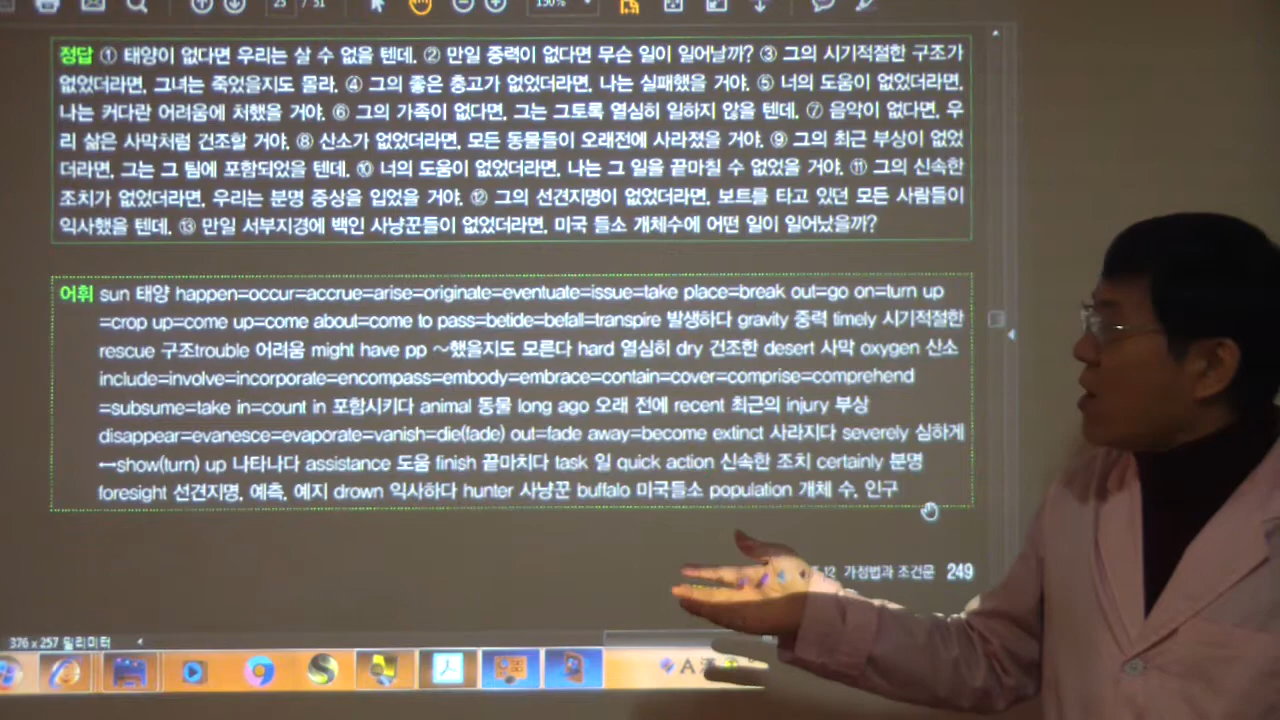 25 / 51
150%
정답 ① 태양이 없다면 우리는 살 수 없을 텐데. ② 만일 중력이 없다면 무슨 일이 일어날까? ③ 그의 시기적절한 구조가
없었더라면, 그녀는 죽었을지도 몰라. ④ 그의 좋은 충고가 없었더라면, 나는 실패했을 거야. ⑤ 너의 도움이 없었더라면,
나는 커다란 어려움에 처했을 거야. ⑥ 그의 가족이 없다면, 그는 그토록 열심히 일하지 않을 텐데. ⑦ 음악이 없다면, 우
리 삶은 사막처럼 건조할 거야. ⑧ 산소가 없었더라면, 모든 동물들이 오래전에 사라졌을 거야. ⑨ 그의 최근 부상이 없었
더라면, 그는 그 팀에 포함되었을 텐데. ⑩ 너의 도움이 없었더라면, 나는 그 일을 끝마칠 수 없었을 거야. ⑪ 그의 신속한
조치가 없었더라면, 우리는 분명 중상을 입었을 거야. ⑫ 그의 선견지명이 없었더라면, 보트를 타고 있던 모든 사람들이
익사했을 텐데. ⑬ 만일 서부지경에 백인 사냥꾼들이 없었더라면, 미국 들소 개체수에 어떤 일이 일어났을까?
어휘 sun 태양 happen=occur=accrue=arise=originate=eventuate=issue=take place=break out=go on=turn up
=crop up=come up=come about=come to pass=betide=befall=transpire 발생하다 gravity 중력 timely 시기적절한
rescue 구조trouble 어려움 might have pp ～했을지도 모른다 hard 열심히 dry 건조한 desert 사막 oxygen 산소
include=involve=incorporate=encompass=embody=embrace=contain=cover=comprise=comprehend
=subsume=take in=count in 포함시키다 animal 동물 long ago 오래 전에 recent 최근의 injury 부상
disappear=evanesce=evaporate=vanish=die(fade) out=fade away=become extinct 사라지다 severely 심하게
↔show(turn) up 나타나다 assistance 도움 finish 끝마치다 task 일 quick action 신속한 조치 certainly 분명
foresight 선견지명, 예측, 예지 drown 익사하다 hunter 사냥꾼 buffalo 미국들소 population 개체 수, 인구
12 가정법과 조건문 249
376 x 257 밀리미터
A 漢